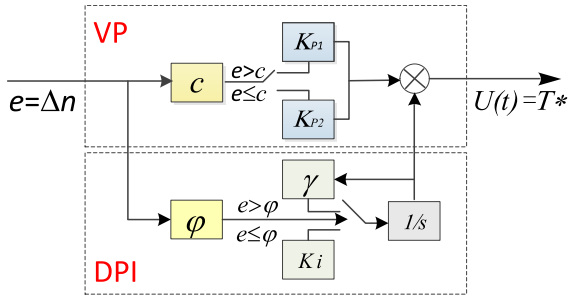 VP
e=Δn
c
e>c
e≤c
K_P1
K_P2
U(t)=T*
DPI
φ
e>φ
e≤φ
γ
Ki
1/s